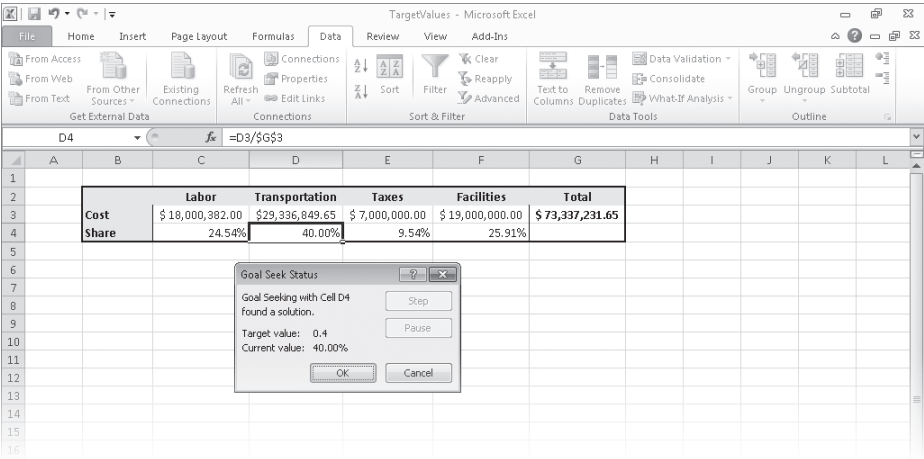 TargetValues - Microsoft Excel
File Home Insert Page Layout Formulas Data Review View Add-Ins
From Access
From Web
From Text
From Other Sources
Existing Connections
Get External Data
Refresh All
Connections
Properties
Edit Links
Connections
Sort
Filter
Clear
Reapply
Advanced
Sort & Filter
Text to Columns
Remove Duplicates
Data Validation
Consolidate
What-If Analysis
Data Tools
Group Ungroup Subtotal
Outline
D4 fx =D3/$G$3
A B C D E F G H I J K L
1
2 Labor Transportation Taxes Facilities Total
3 Cost $ 18,000,382.00 $29,336,849.65 $ 7,000,000.00 $ 19,000,000.00 $ 73,337,231.65
4 Share 24.54% 40.00% 9.54% 25.91%
5
6
7
8
9
10
11
12
13
14
15
16
Goal Seek Status
Goal Seeking with Cell D4
found a solution.
Target value: 0.4
Current value: 40.00%
Step
Pause
OK
Cancel